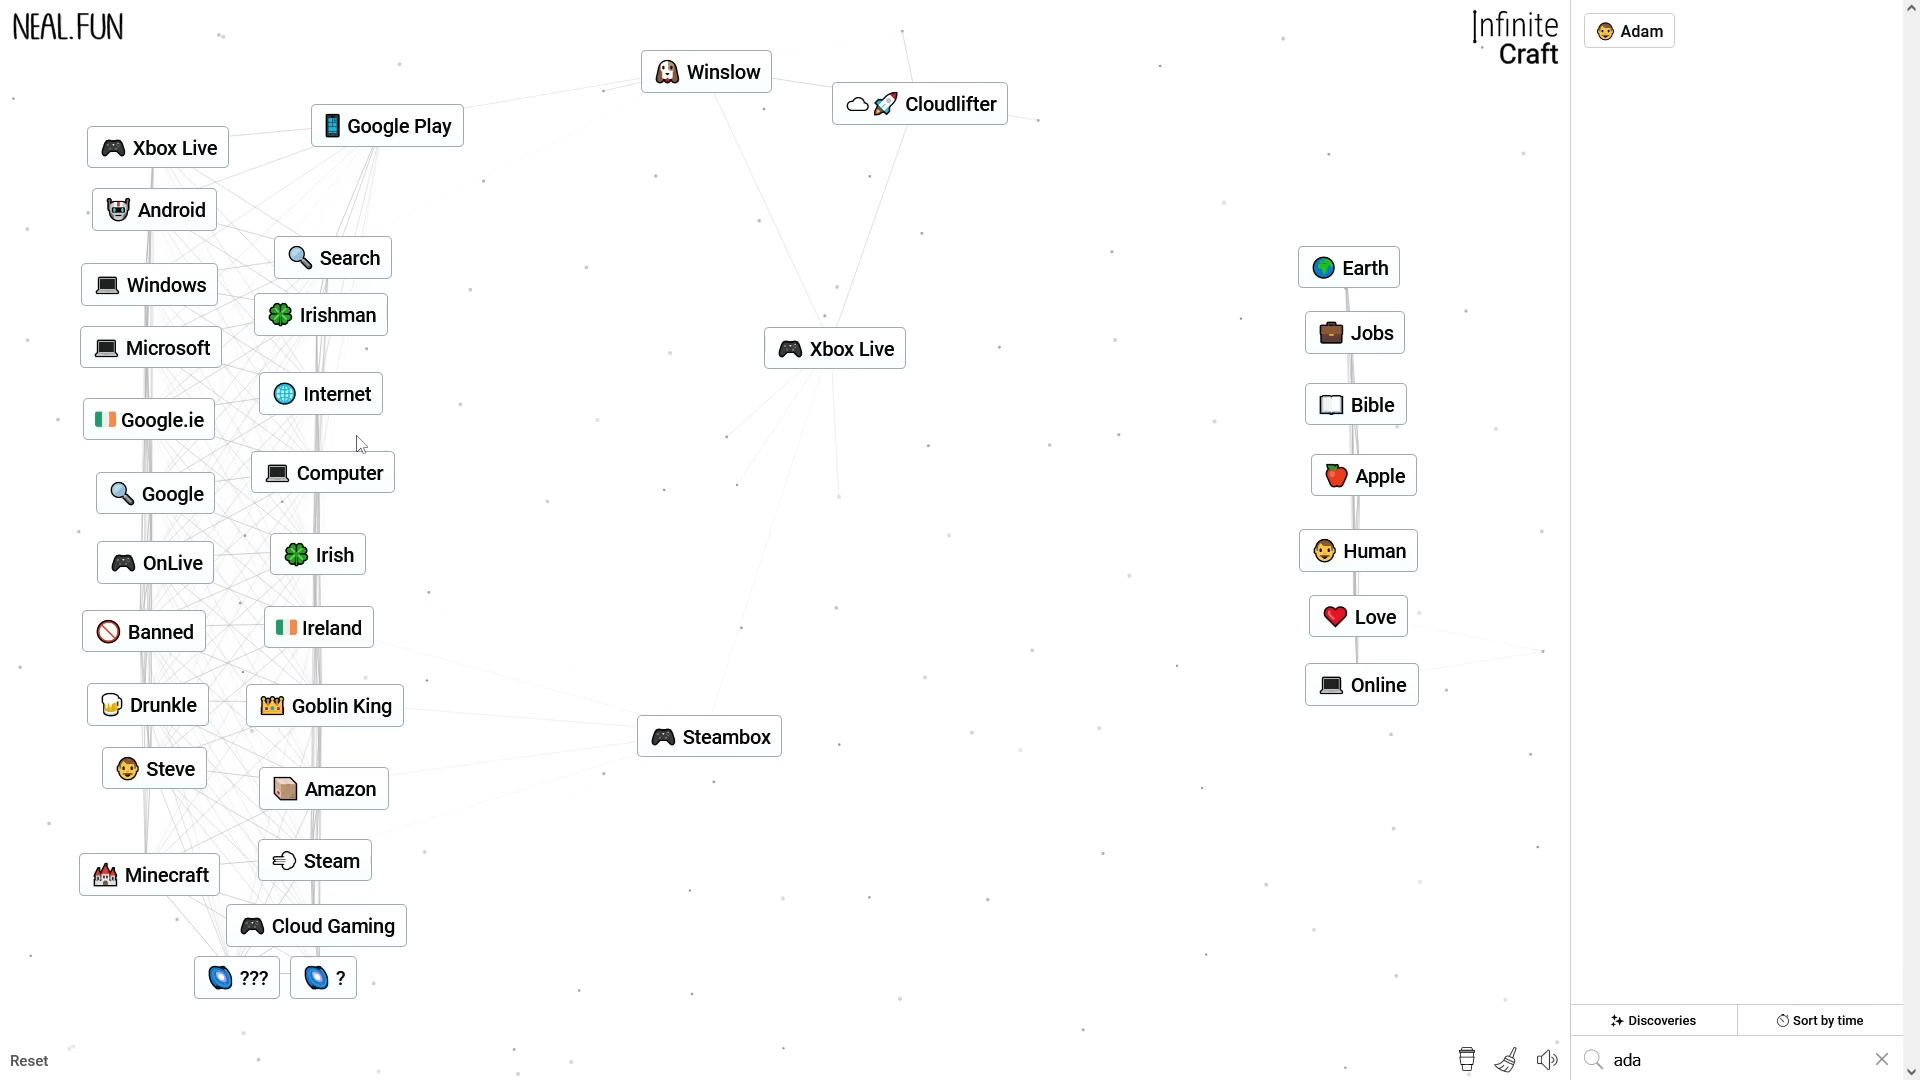 NEAL.FUN
Infinite
Craft
Adam
Winslow
Cloudlifter
Google Play
Xbox Live
Android
Search
Windows
Irishman
Microsoft
Internet
Google.ie
Computer
Google
Irish
OnLive
Ireland
Banned
Goblin King
Drunkle
Steve
Amazon
Steam
Minecraft
Cloud Gaming
???
?
Xbox Live
Steambox
Earth
Jobs
Bible
Apple
Human
Love
Online
Discoveries
Sort by time
Reset
ada